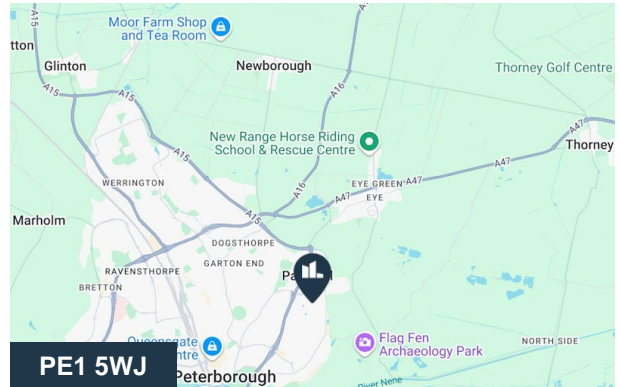 A15
Moor Farm Shop
and Tea Room
tton
Glinton
Newborough
Thorney Golf Centre
A15
A15
A16
New Range Horse Riding
School & Rescue Centre
A47
Thorney
A47
A16
WERRINGTON
EYE GREEN
A47
EYE
Marholm
A15
DOGSTHORPE
GARTON END
RAVENSTHORPE
BRETTON
Flag Fen
Archaeology Park
NORTH SIDE
PE1 5WJ
Peterborough
River Nene